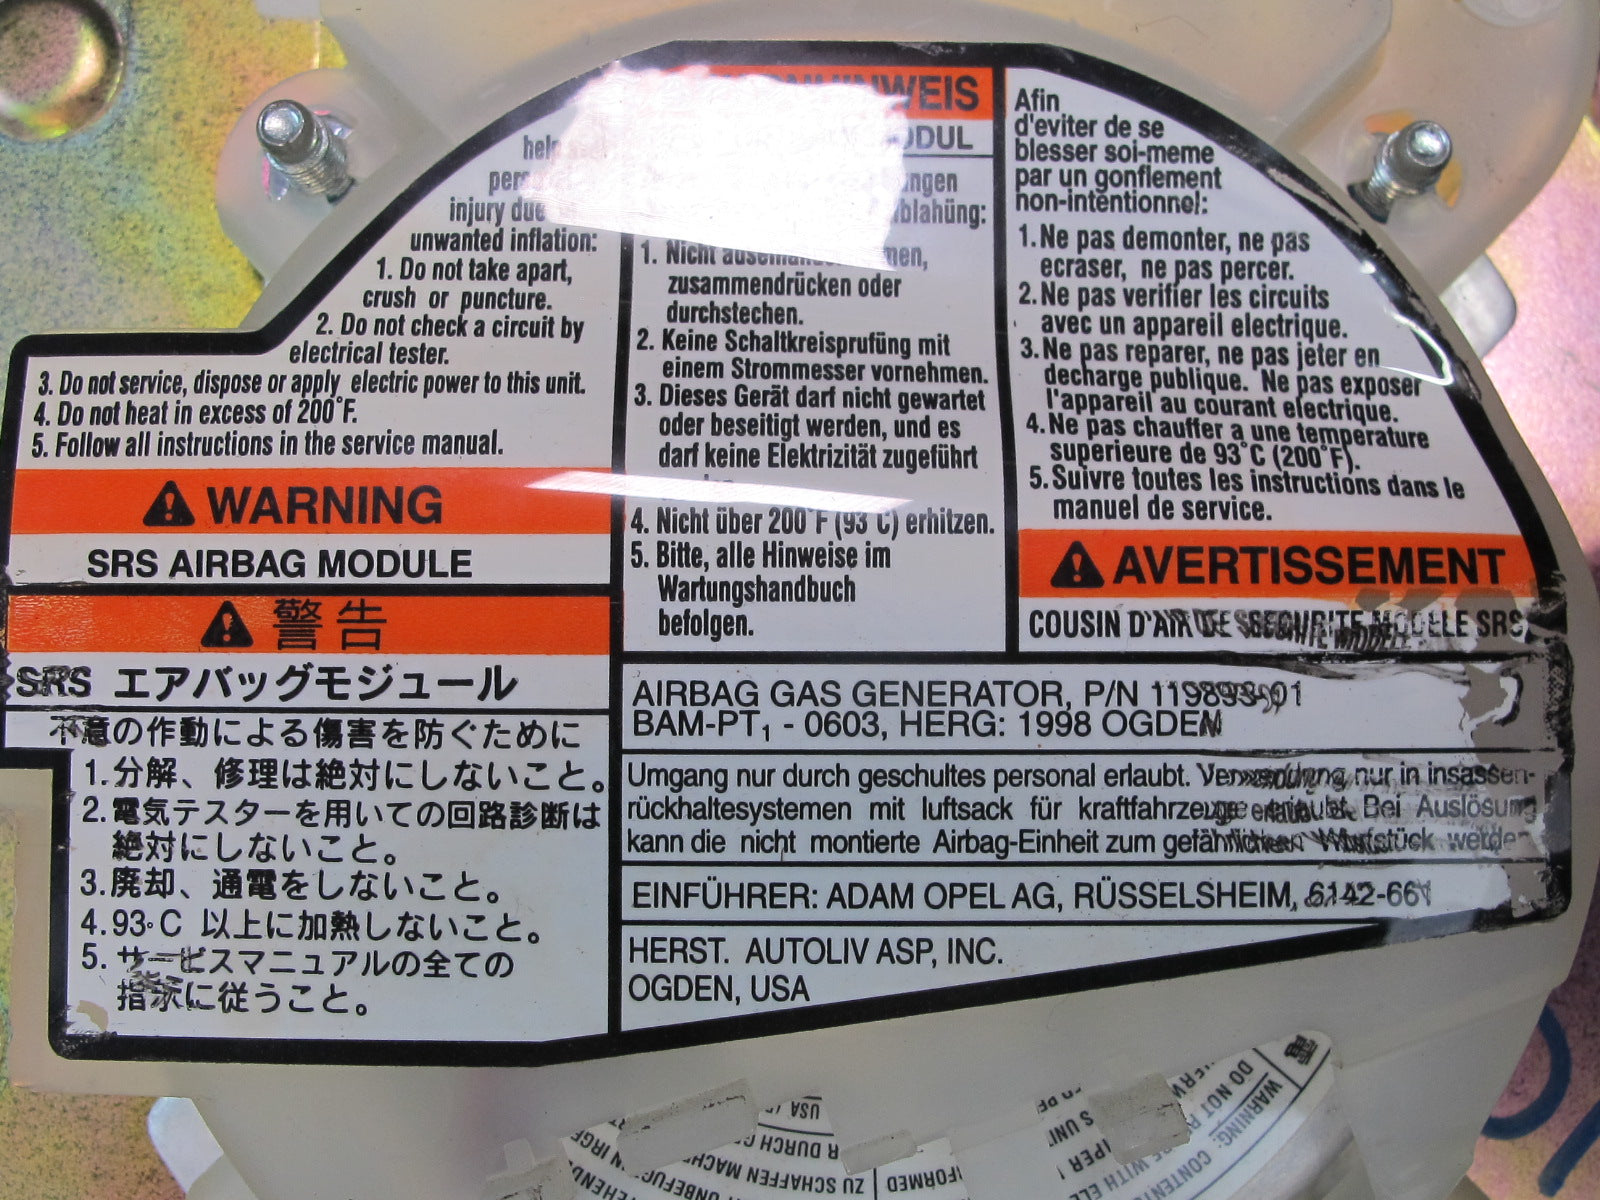 injury due
unwanted inflation:
1. Do not take apart,
crush or puncture.
2. Do not check a circuit by
electrical tester.
3. Do not service, dispose or apply electric power to this unit.
4. Do not heat in excess of 200°F.
5. Follow all instructions in the service manual.
WARNING
SRS AIRBAG MODULE
警告
SRS エアバッグモジュール
不意の作動による傷害を防ぐために
1.分解、修理は絶対にしないこと。
2.電気テスターを用いての回路診断は
絶対にしないこと。
3.廃却、通電をしないこと。
4.93°C 以上に加熱しないこと。
5. サービスマニュアルの全ての
指示に従うこと。
1. Nicht
zusammendrücken oder
durchstechen.
2. Keine Schaltkreisprufüng mit
einem Strommesser vornehmen.
3. Dieses Gerät darf nicht gewartet
oder beseitigt werden, und es
darf keine Elektrizität zugeführt
4. Nicht über 200°F (93°C) erhitzen.
5. Bitte, alle Hinweise im
Wartungshandbuch
befolgen.
Afin
d'eviter de se
blesser soi-meme
par un gonflement
non-intentionnel:
1.Ne pas demonter, ne pas
ecraser, ne pas percer.
2.Ne pas verifier les circuits
avec un appareil electrique.
3.Ne pas reparer, ne pas jeter en
decharge publique. Ne pas exposer
l'appareil au courant electrique.
4.Ne pas chauffer a une temperature
superieure de 93°C (200°F).
5.Suivre toutes les instructions dans le
manuel de service.
AVERTISSEMENT
COUSIN D'AIR DE SECURITE MODELE SRS
AIRBAG GAS GENERATOR, P/N 119893-01
BAM-PT₁ - 0603, HERG: 1998 OGDEN
Umgang nur durch geschultes personal erlaubt. Verwendung nur in insassen-
rückhaltesystemen mit luftsack für kraftfahrzeuge erlaubt. Bei Auslösung
kann die nicht montierte Airbag-Einheit zum gefährlichen Wurfstück werden
EINFÜHRER: ADAM OPEL AG, RÜSSELSHEIM, 6142-661
HERST. AUTOLIV ASP, INC.
OGDEN, USA